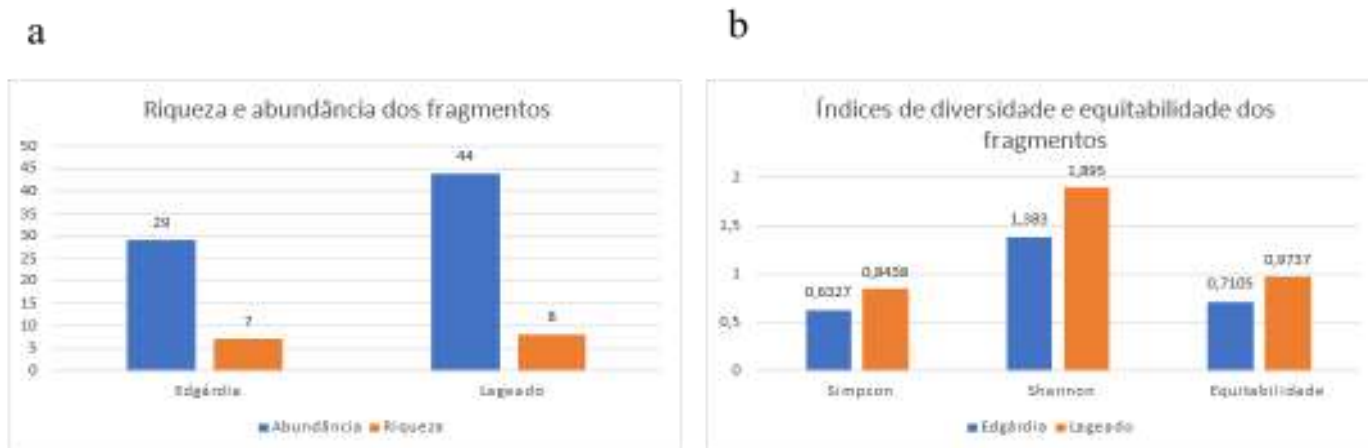 a
b
Riqueza e abundância dos fragmentos
50
45
40
35
30
25
20
15
10
5
0
29
7
44
8
Edgárdia
Lageado
Abundância
Riqueza
Índices de diversidade e equitabilidade dos
fragmentos
2
1,5
1
0,5
0
0,6327
0,8458
1,383
1,895
0,7105
0,9737
Simpson
Shannon
Equitabilidade
Edgárdia
Lageado